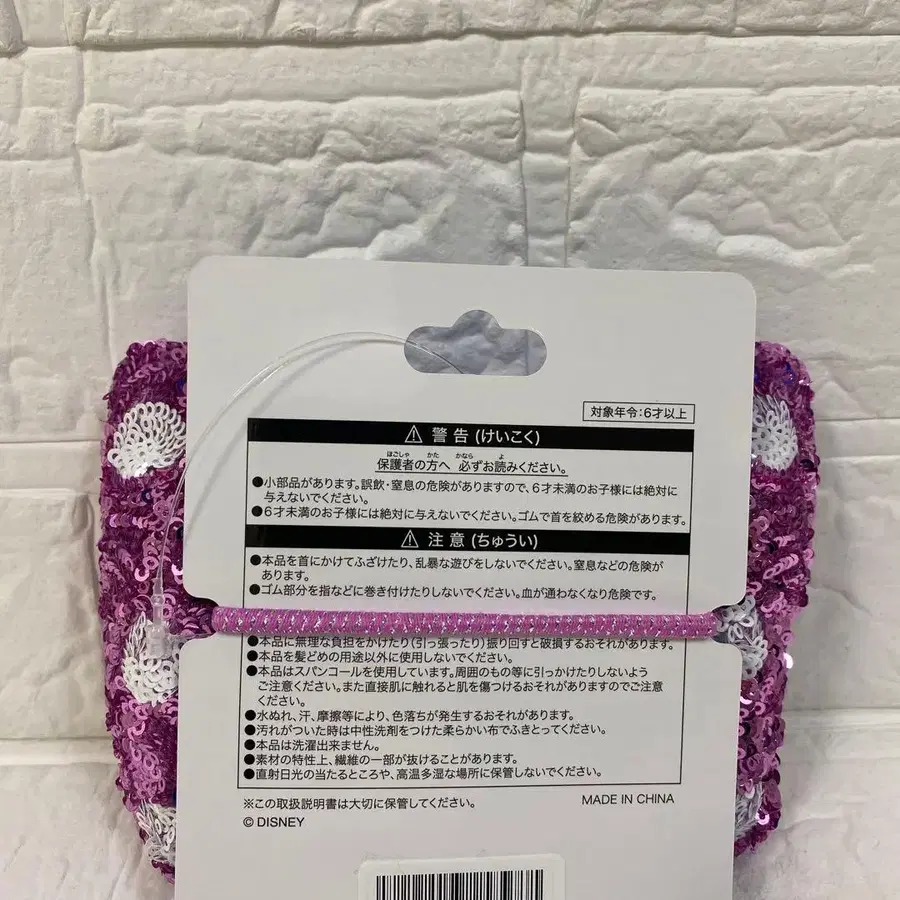 対象年令:6才以上
⚠ 警告 (けいこく)
保護者の方へ 必ずお読みください。
●小部品があります。誤飲・窒息の危険がありますので、6才未満のお子様には絶対に
与えないでください。
●6才未満のお子様には絶対に与えないでください。ゴムで首を絞める危険があります。
⚠ 注意 (ちゅうい)
●本品を首にかけてふざけたり、乱暴な遊びをしないでください。窒息などの危険が
あります。
●ゴム部分を指などに巻き付けたりしないでください。血が通わなくなり危険です。
●本品に無理な負担をかけたり(引っ張ったり)振り回すと破損するおそれがあります。
●本品を髪どめの用途以外に使用しないでください。
●本品はスパンコールを使用しています。周囲のもの等に引っかけたりしないよう
ご注意ください。また直接肌に触れると肌を傷つけるおそれがありますのでご注意
ください。
●水ぬれ、汗、摩擦等により、色落ちが発生するおそれがあります。
●汚れがついた時は中性洗剤をつけた柔らかい布でふきとってください。
●本品は洗濯出来ません。
●素材の特性上、繊維の一部が抜けることがあります。
●直射日光の当たるところや、高温多湿な場所に保管しないでください。
※この取扱説明書は大切に保管してください。
MADE IN CHINA
© DISNEY